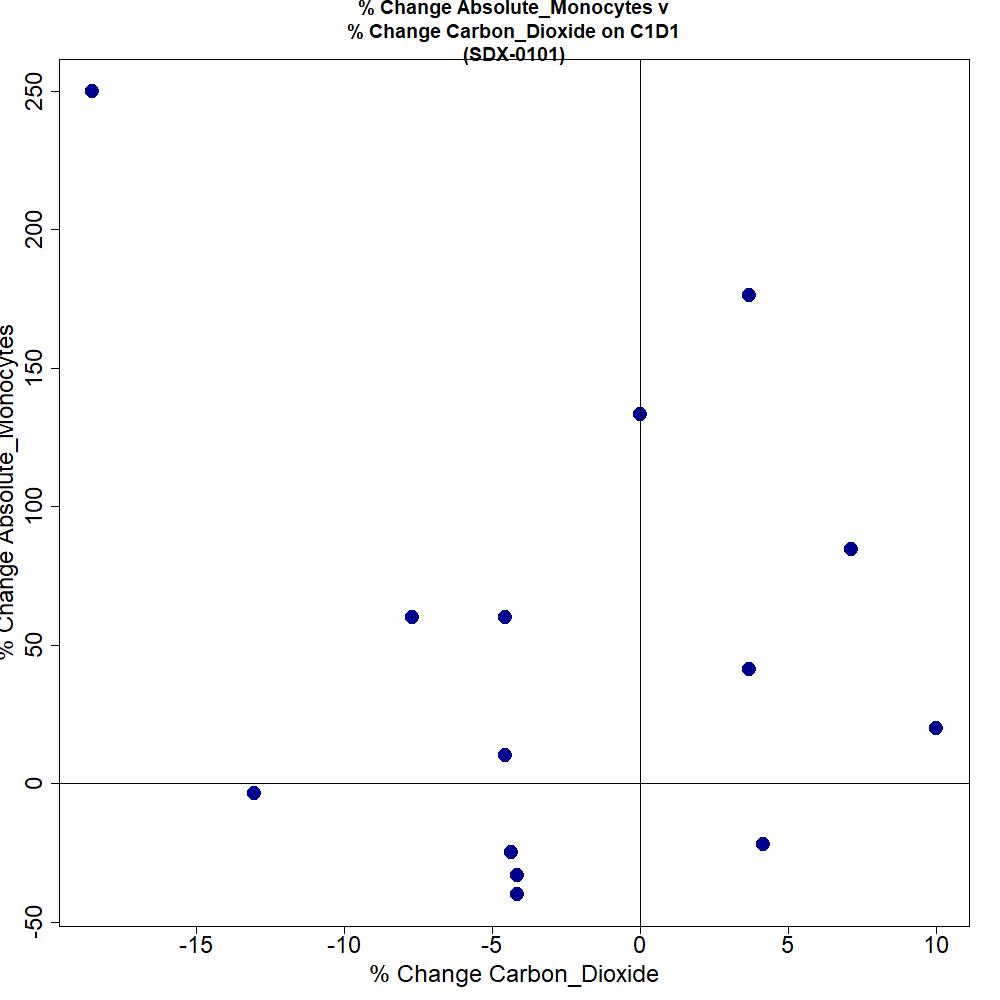 % Change Absolute_Monocytes v
% Change Carbon_Dioxide on C1D1
(SDX-0101)
250
200
150
100
50
0
-50
% Change Absolute_Monocytes
-15
-10
-5
0
5
10
% Change Carbon_Dioxide